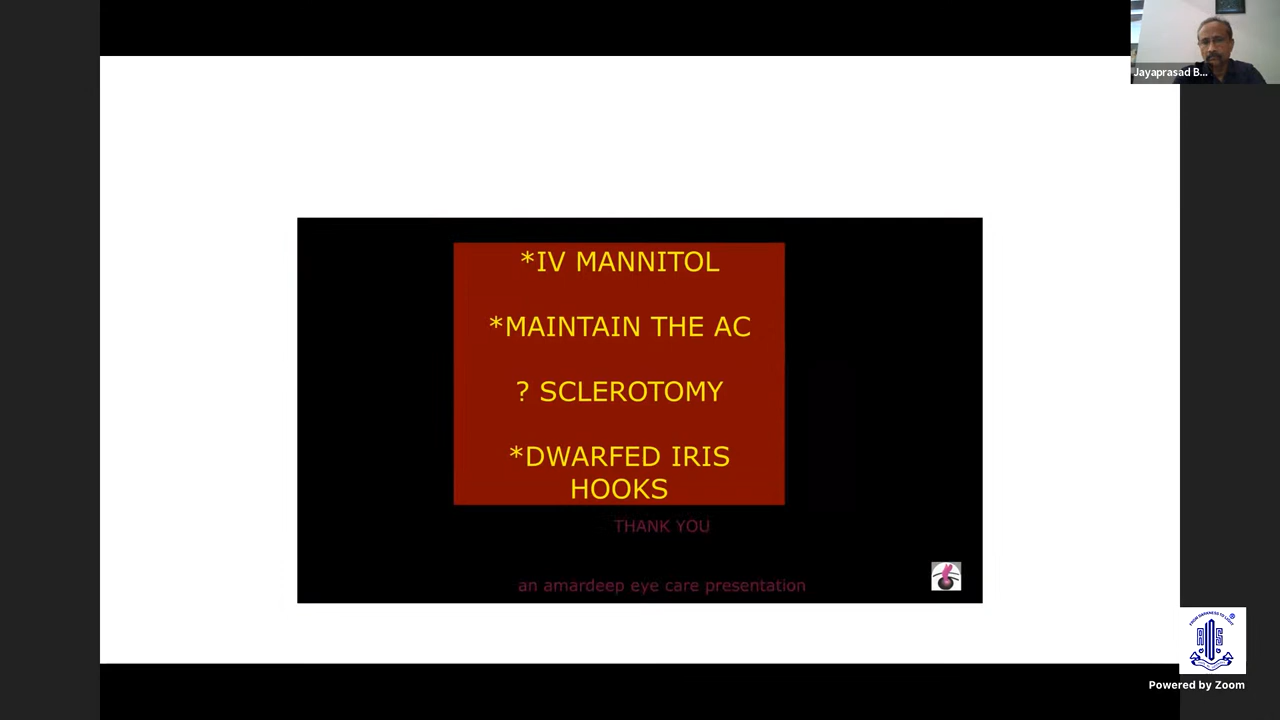 Jayaprasad B...
*IV MANNITOL
*MAINTAIN THE AC
? SCLEROTOMY
*DWARFED IRIS
HOOKS
THANK YOU
an amardeep eye care presentation
AIOS
Powered by Zoom